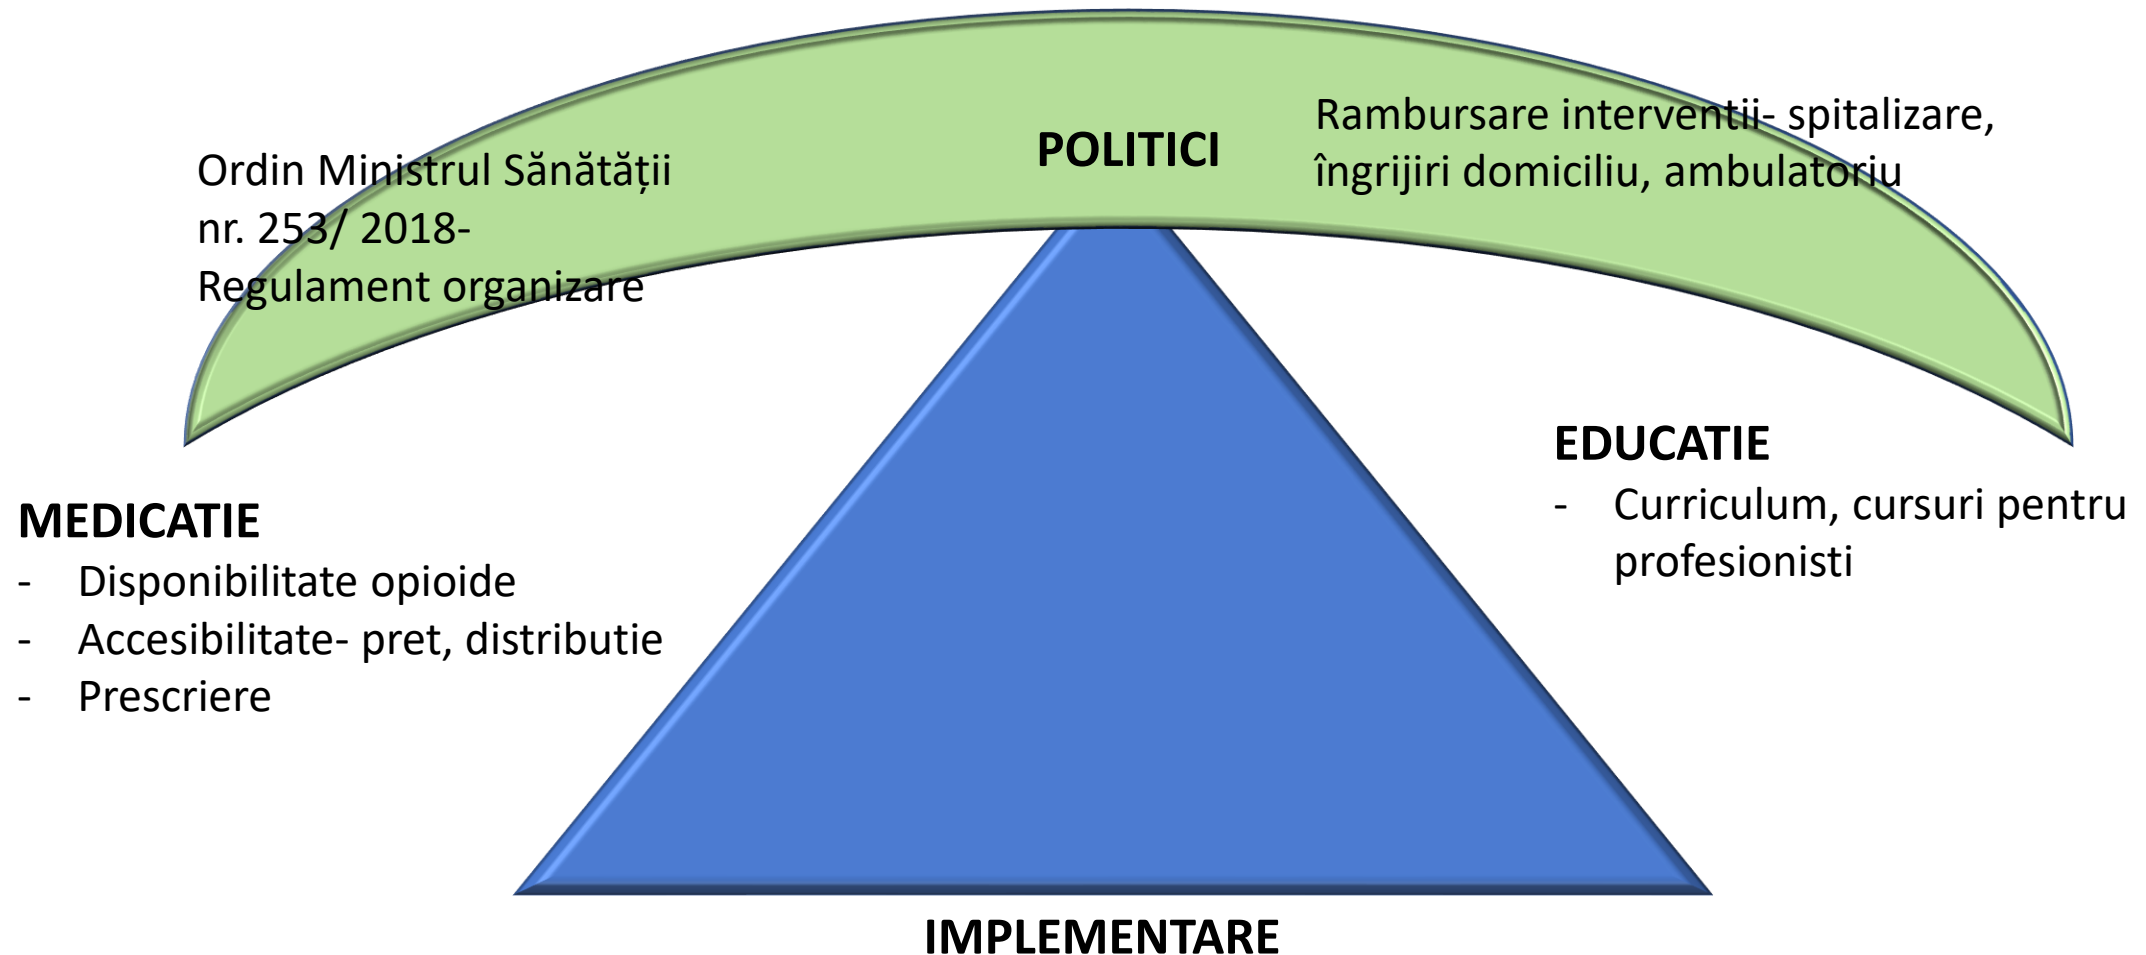 POLITICI
Ordin Ministrul Sănătății
nr. 253/ 2018-
Regulament organizare
Rambursare interventii- spitalizare,
îngrijiri domiciliu, ambulatoriu
MEDICATIE
- Disponibilitate opioide
- Accesibilitate- pret, distributie
- Prescriere
EDUCATIE
- Curriculum, cursuri pentru
profesionisti
IMPLEMENTARE